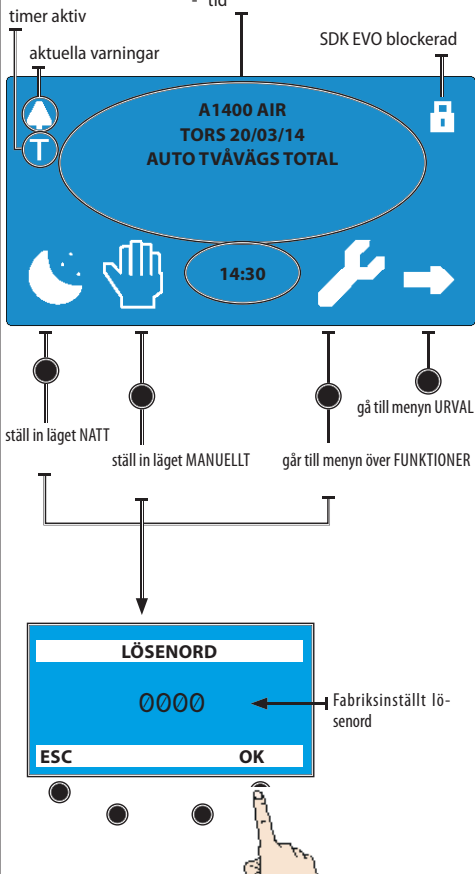 - tid
timer aktiv
SDK EVO blockerad
aktuella varningar
A1400 AIR
TORS 20/03/14
AUTO TVÅVÄGS TOTAL
T
14:30
gå till menyn URVAL
ställ in läget NATT
ställ in läget MANUELLT
går till menyn över FUNKTIONER
LÖSENORD
0000
Fabriksinställt lö-
senord
ESC OK